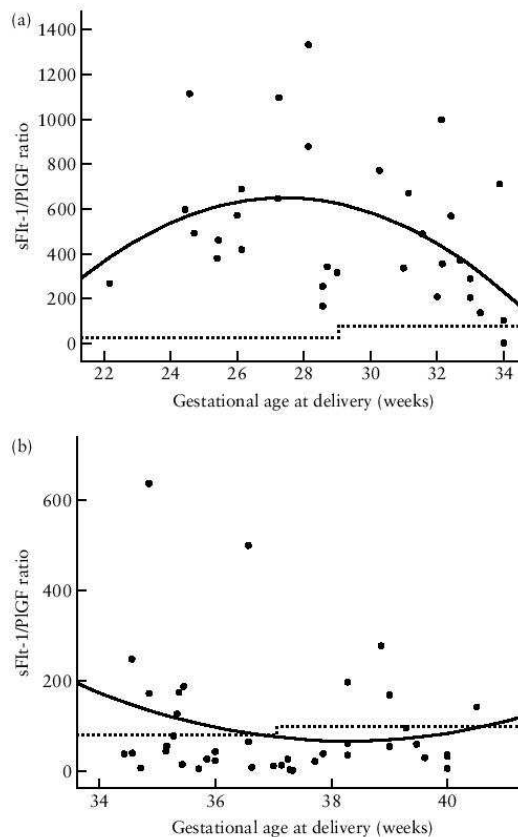 (a)
1400
1200
1000
800
600
400
200
0
sFlt-1/PlGF ratio
22 24 26 28 30 32 34
Gestational age at delivery (weeks)
(b)
600
400
200
0
sFlt-1/PlGF ratio
34 36 38 40
Gestational age at delivery (weeks)